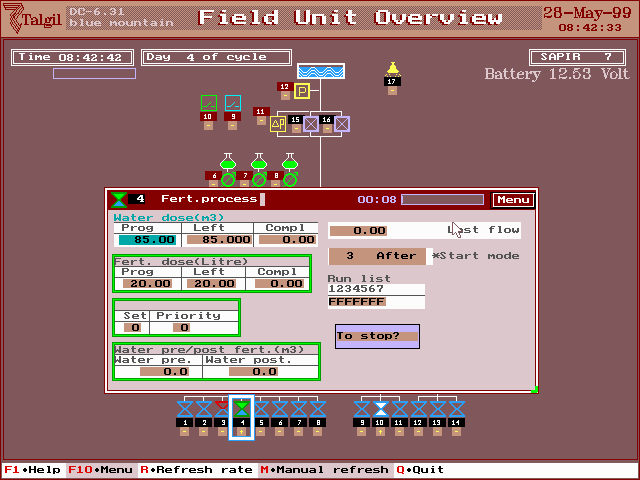 Talgil
DC-6.31
blue mountain
Field Unit Overview
28-May-99
08:42:33
Time 08:42:42
Day 4 of cycle
SAPIR 7
Battery 12.53 Volt
17
12 P
10 9 11 Δp 15 16
6 7 8
4 Fert.process 00:08 Menu
Water dose(m3)
Prog Left Compl
85.00 85.000 0.00
0.00 Last flow
3 After *Start mode
Fert. dose(Litre)
Prog Left Compl
20.00 20.00 0.00
Run list
1234567
FFFFFFF
Set Priority
0 0
To stop?
Water pre/post fert.(m3)
Water pre. Water post.
0.0 0.0
1 2 3 4 5 6 7 8 9 10 11 12 13 14
F1•Help F10•Menu R•Refresh rate M•Manual refresh Q•Quit